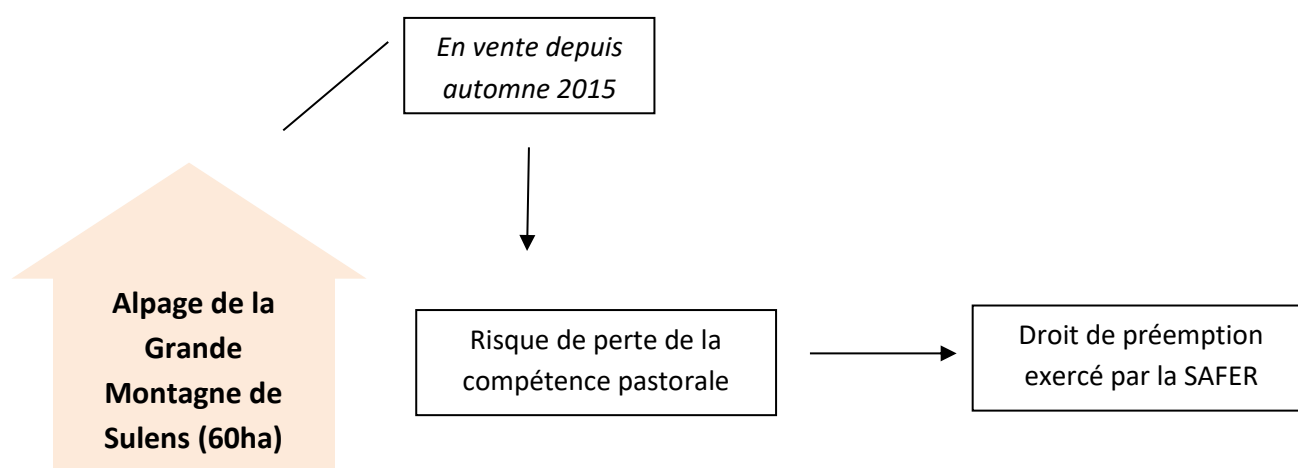 En vente depuis
automne 2015
Alpage de la
Grande
Montagne de
Sulens (60ha)
Risque de perte de la
compétence pastorale
Droit de préemption
exercé par la SAFER